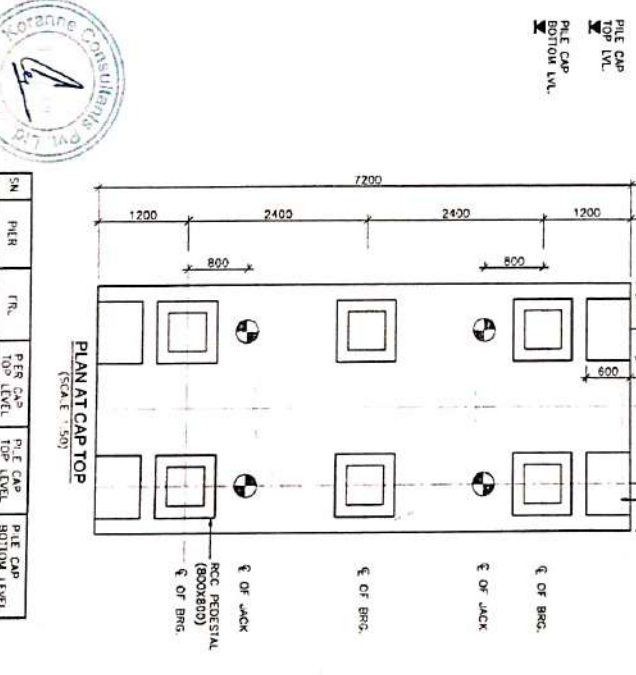 PILE CAP
TOP LVL.
PILE CAP
BOTTOM LVL.
Koranne Consultants Pvt. Ltd
7200
1200
2400
2400
1200
800
800
600
PLAN AT CAP TOP
(SCALE 1:50)
RCC PEDESTAL
(800X800)
℄ OF BRG.
℄ OF JACK
℄ OF BRG.
℄ OF JACK
℄ OF BRG.
SN
PIER
FRL
PIER CAP
TOP LEVEL
PILE CAP
TOP LEVEL
PILE CAP
BOTTOM LEVEL